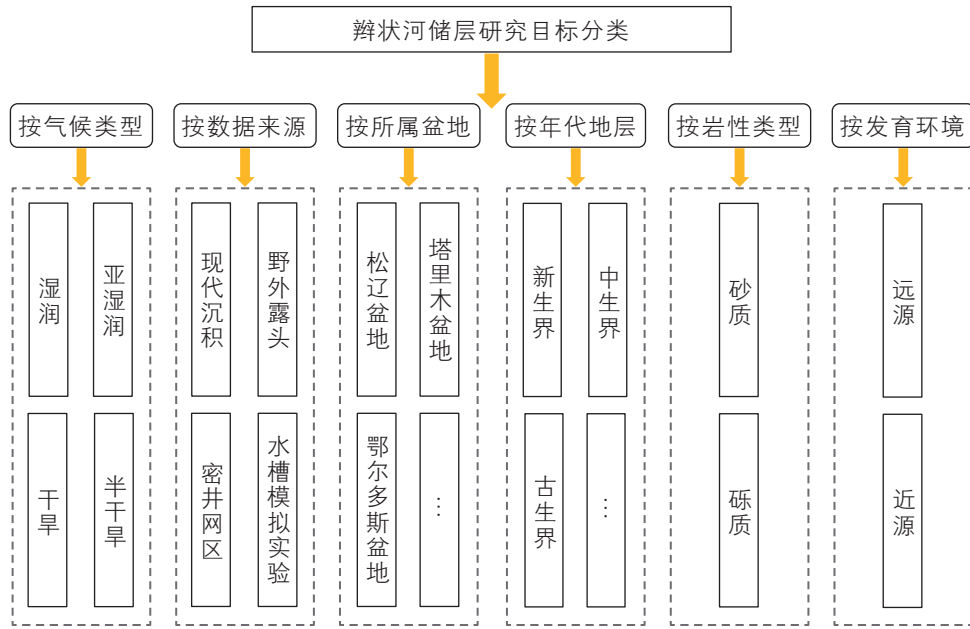 辫状河储层研究目标分类
按气候类型
按数据来源
按所属盆地
按年代地层
按岩性类型
按发育环境
湿润
亚湿润
干旱
半干旱
现代沉积
野外露头
密井网区
水槽模拟实验
松辽盆地
塔里木盆地
鄂尔多斯盆地
…
新生界
中生界
古生界
…
砂质
砾质
远源
近源